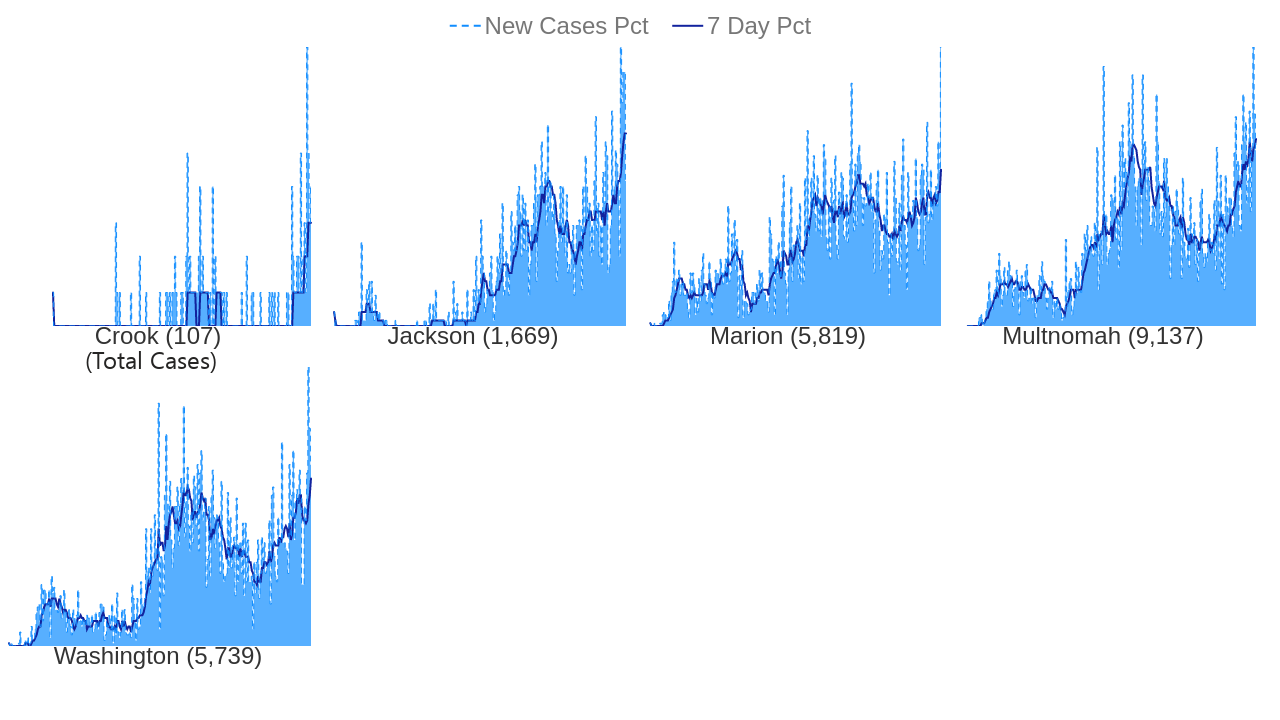 New Cases Pct 7 Day Pct
Crook (107)
(Total Cases)
Jackson (1,669)
Marion (5,819)
Multnomah (9,137)
Washington (5,739)